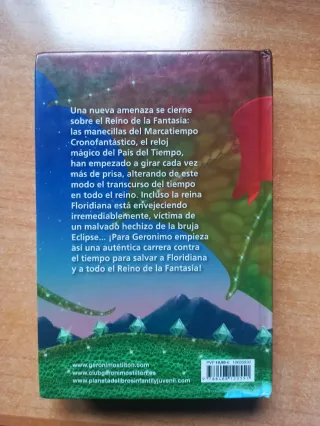 Una nueva amenaza se cierne
sobre el Reino de la Fantasía:
las manecillas del Marcatiempo
Cronofantástico, el reloj
mágico del País del Tiempo,
han empezado a girar cada vez
más de prisa, alterando de este
modo el transcurso del tiempo
en todo el reino. Incluso la reina
Floridiana está envejeciendo
irremediablemente, víctima de
un malvado hechizo de la bruja
Eclipse... ¡Para Geronimo empieza
así una auténtica carrera contra
el tiempo para salvar a Floridiana
y a todo el Reino de la Fantasía!
www.geronimostilton.com
www.clubgeronimostilton.es
www.planetadelibrosinfantilyjuvenil.com